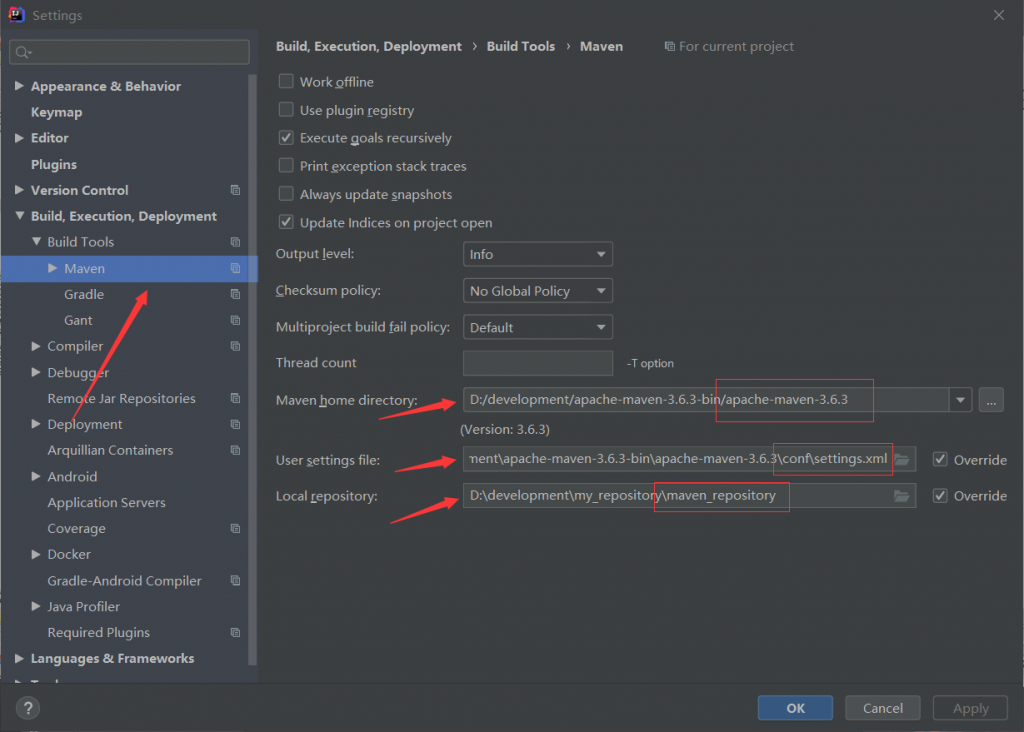 Settings
Build, Execution, Deployment › Build Tools › Maven For current project
Appearance & Behavior
Keymap
Editor
Plugins
Version Control
Build, Execution, Deployment
Build Tools
Maven
Gradle
Gant
Compiler
Debugger
Remote Jar Repositories
Deployment
Arquillian Containers
Android
Application Servers
Coverage
Docker
Gradle-Android Compiler
Java Profiler
Required Plugins
Languages & Frameworks
Work offline
Use plugin registry
Execute goals recursively
Print exception stack traces
Always update snapshots
Update Indices on project open
Output level: Info
Checksum policy: No Global Policy
Multiproject build fail policy: Default
Thread count -T option
Maven home directory: D:/development/apache-maven-3.6.3-bin/apache-maven-3.6.3 ...
(Version: 3.6.3)
User settings file: ment\apache-maven-3.6.3-bin\apache-maven-3.6.3\conf\settings.xml Override
Local repository: D:\development\my_repository\maven_repository Override
? OK Cancel Apply